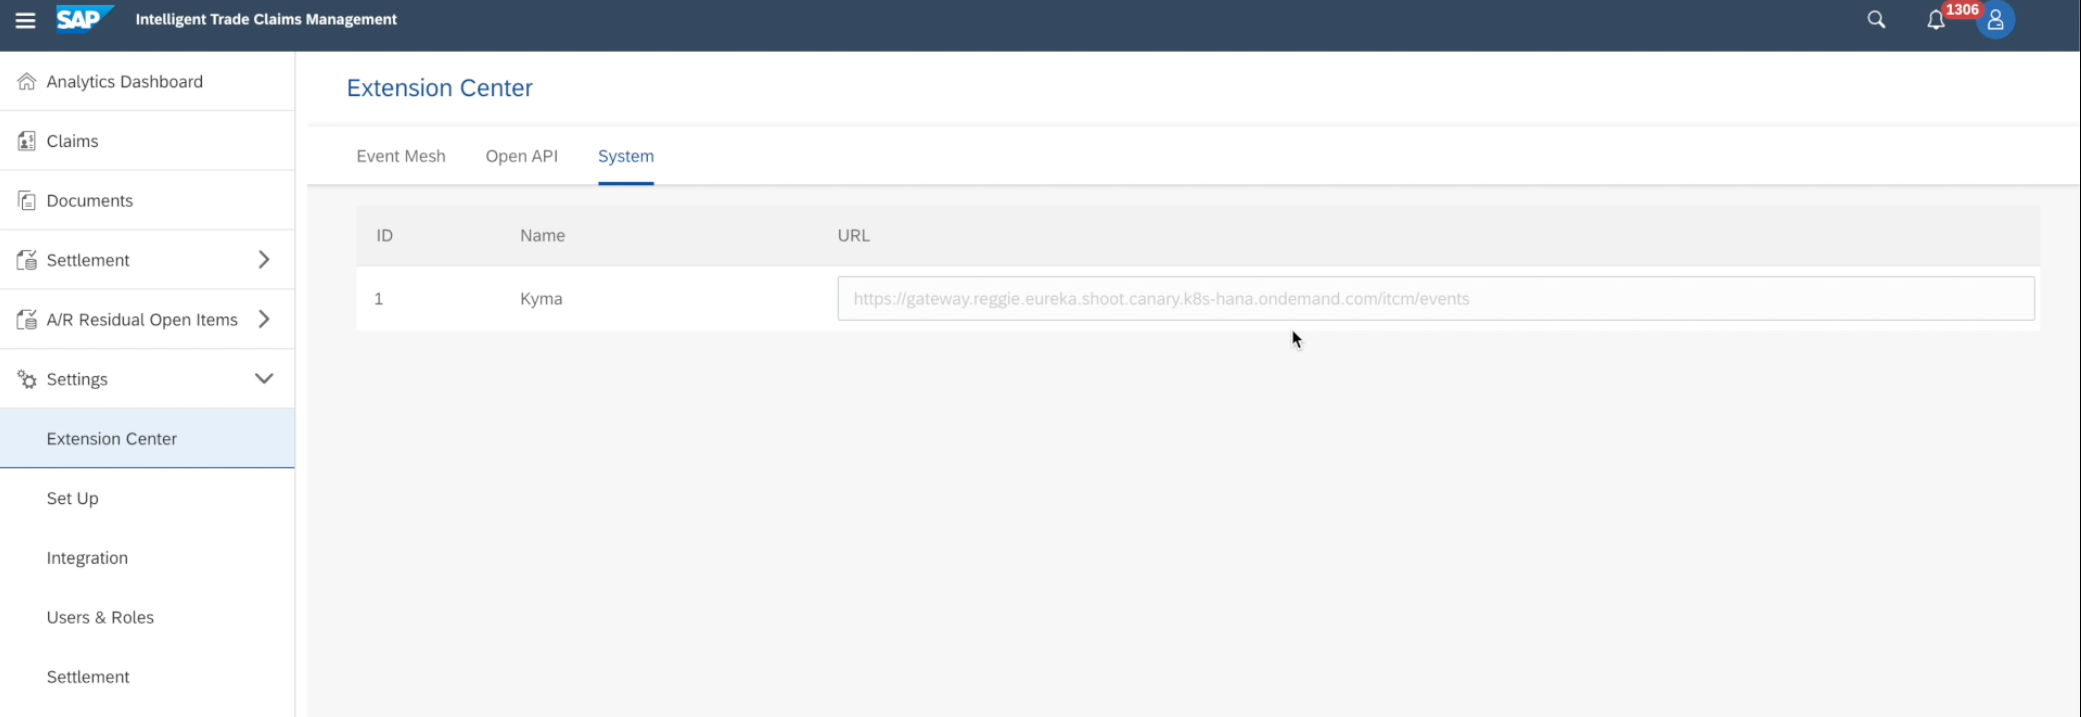 SAP Intelligent Trade Claims Management 1306
Analytics Dashboard
Claims
Documents
Settlement
A/R Residual Open Items
Settings
Extension Center
Set Up
Integration
Users & Roles
Settlement
Extension Center
Event Mesh Open API System
ID Name URL
1 Kyma https://gateway.reggie.eureka.shoot.canary.k8s-hana.ondemand.com/itcm/events